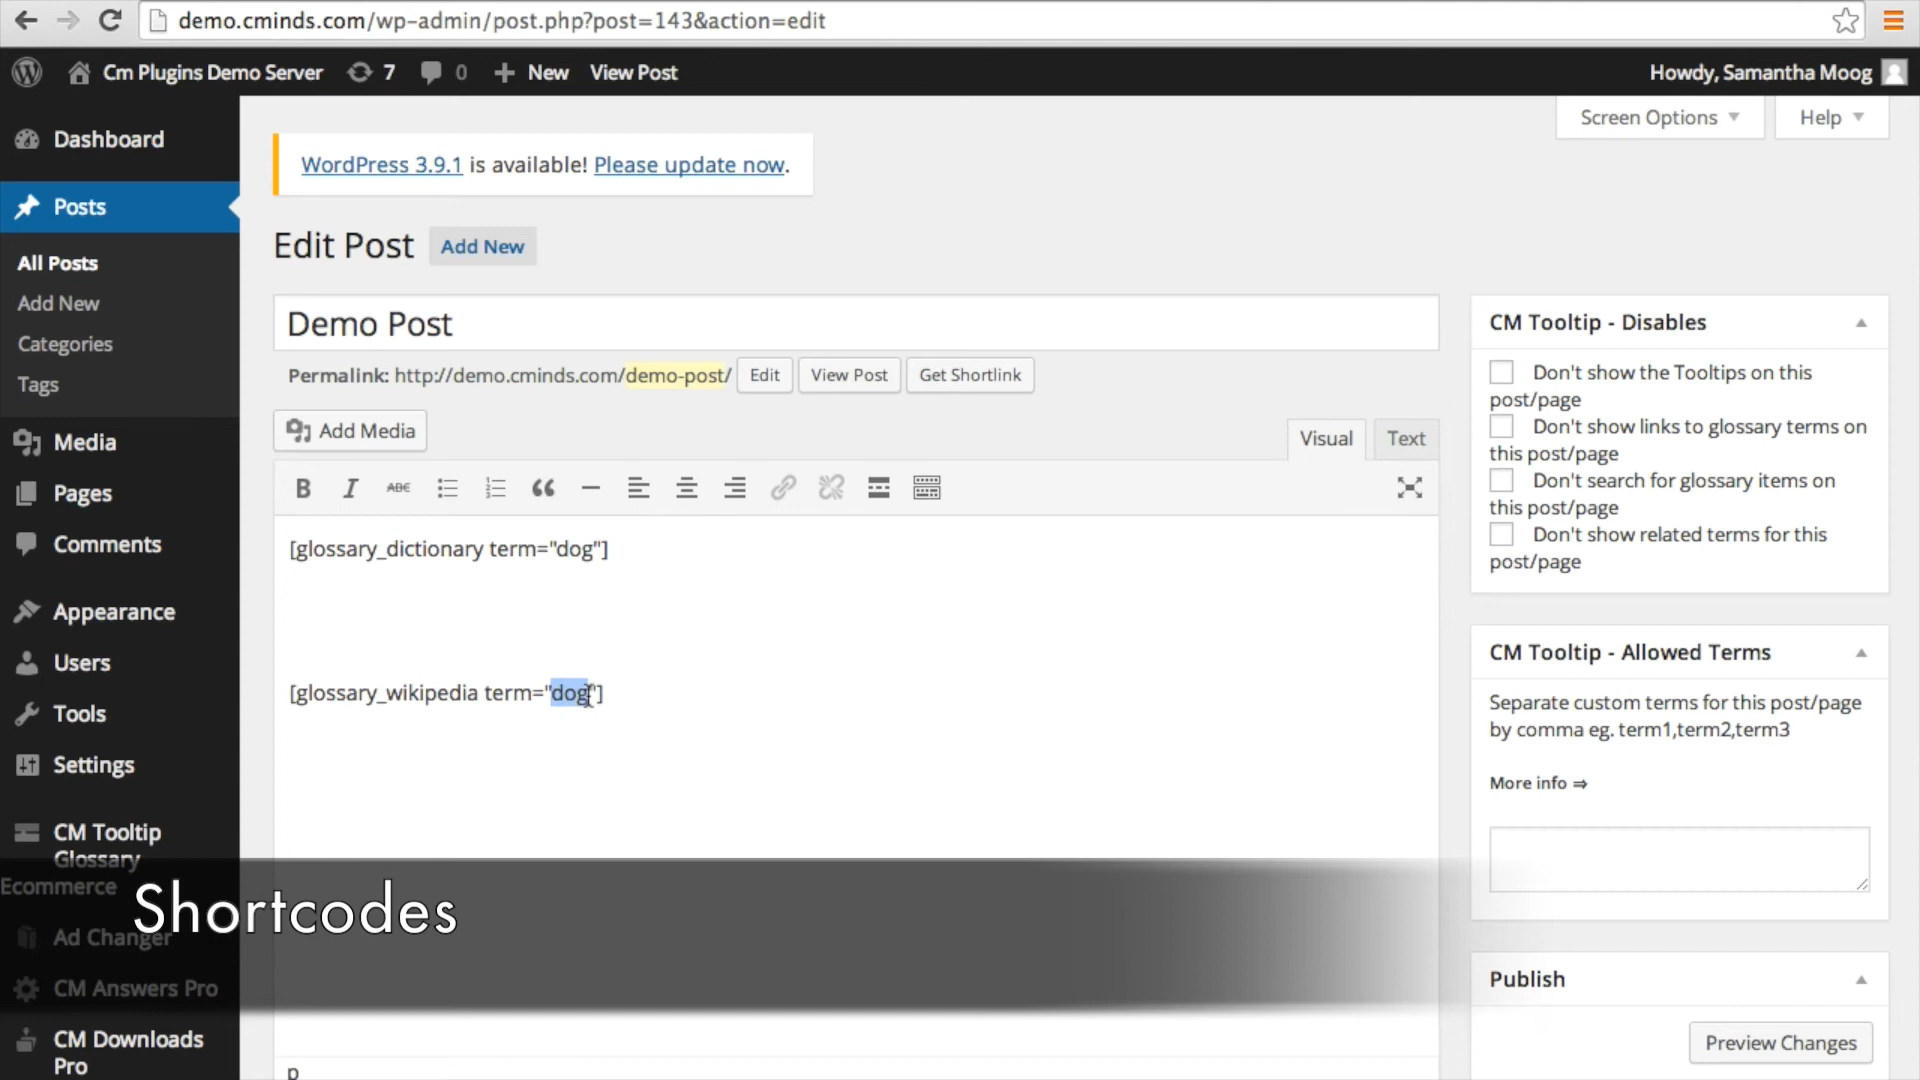 demo.cminds.com/wp-admin/post.php?post=143&action=edit
Cm Plugins Demo Server 7 0 New View Post
Howdy, Samantha Moog
Screen Options
Help
Dashboard
Posts
All Posts
Add New
Categories
Tags
Media
Pages
Comments
Appearance
Users
Tools
Settings
CM Tooltip
Glossary
Ecommerce
Ad Changer
CM Answers Pro
CM Downloads
Pro
WordPress 3.9.1 is available! Please update now.
Edit Post Add New
Demo Post
Permalink: http://demo.cminds.com/demo-post/ Edit View Post Get Shortlink
Add Media
Visual Text
B I ABC
[glossary_dictionary term="dog"]
[glossary_wikipedia term="dog"]
p
Shortcodes
CM Tooltip - Disables
Don't show the Tooltips on this
post/page
Don't show links to glossary terms on
this post/page
Don't search for glossary items on
this post/page
Don't show related terms for this
post/page
CM Tooltip - Allowed Terms
Separate custom terms for this post/page
by comma eg. term1,term2,term3
More info ⇒
Publish
Preview Changes